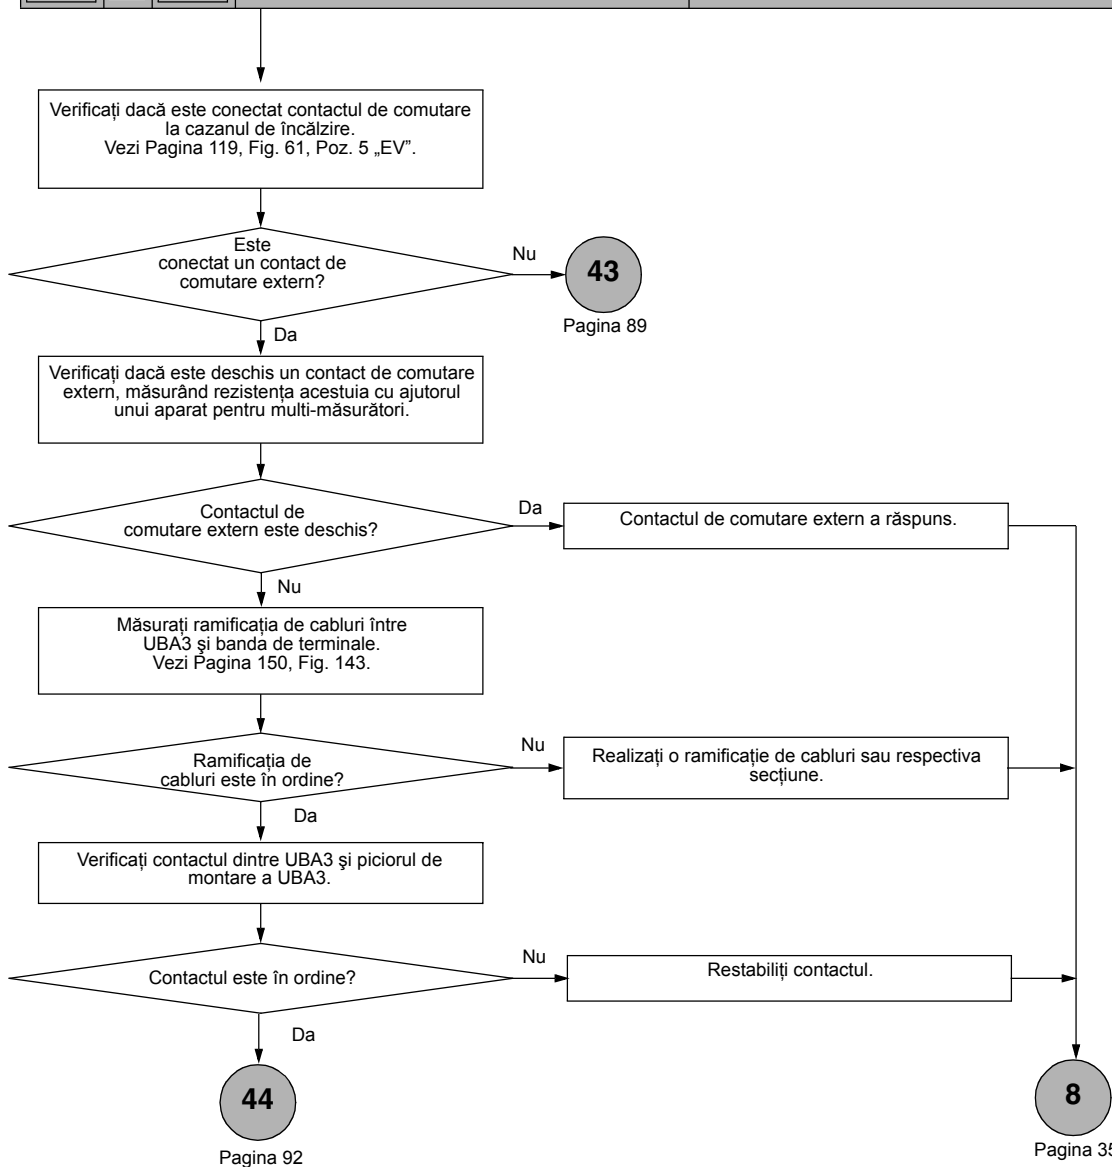 Verificați dacă este conectat contactul de comutare
la cazanul de încălzire.
Vezi Pagina 119, Fig. 61, Poz. 5 „EV”.
Este
conectat un contact de
comutare extern?
Nu
43
Pagina 89
Da
Verificați dacă este deschis un contact de comutare
extern, măsurând rezistența acestuia cu ajutorul
unui aparat pentru multi-măsurători.
Contactul de
comutare extern este deschis?
Da
Contactul de comutare extern a răspuns.
Nu
Măsurați ramificația de cabluri între
UBA3 şi banda de terminale.
Vezi Pagina 150, Fig. 143.
Ramificația de
cabluri este în ordine?
Nu
Realizați o ramificație de cabluri sau respectiva
secțiune.
Da
Verificați contactul dintre UBA3 şi piciorul de
montare a UBA3.
Contactul este în ordine?
Nu
Restabiliți contactul.
Da
44
Pagina 92
8
Pagina 35